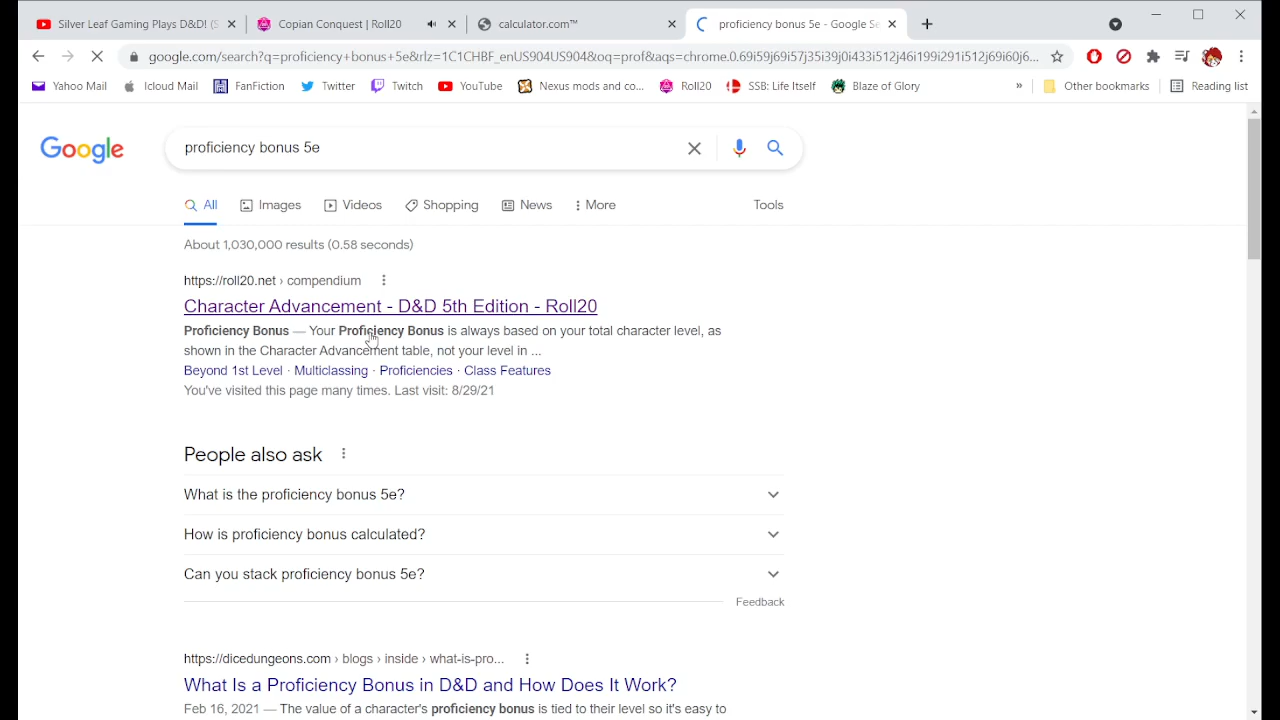 Silver Leaf Gaming Plays D&D! (S
Copian Conquest | Roll20
calculator.com™
proficiency bonus 5e - Google Se
google.com/search?q=proficiency+bonus+5e&rlz=1C1CHBF_enUS904US904&oq=prof&aqs=chrome.0.69i59j69i57j35i39j0i433i512j46i199i291i512j69i60j6...
Yahoo Mail
Icloud Mail
FanFiction
Twitter
Twitch
YouTube
Nexus mods and co...
Roll20
SSB: Life Itself
Blaze of Glory
»
Other bookmarks
Reading list
Google
proficiency bonus 5e
All
Images
Videos
Shopping
News
More
Tools
About 1,030,000 results (0.58 seconds)
https://roll20.net › compendium
Character Advancement - D&D 5th Edition - Roll20
Proficiency Bonus — Your Proficiency Bonus is always based on your total character level, as
shown in the Character Advancement table, not your level in ...
Beyond 1st Level · Multiclassing · Proficiencies · Class Features
You've visited this page many times. Last visit: 8/29/21
People also ask
What is the proficiency bonus 5e?
How is proficiency bonus calculated?
Can you stack proficiency bonus 5e?
Feedback
https://dicedungeons.com › blogs › inside › what-is-pro...
What Is a Proficiency Bonus in D&D and How Does It Work?
Feb 16, 2021 — The value of a character's proficiency bonus is tied to their level so it's easy to